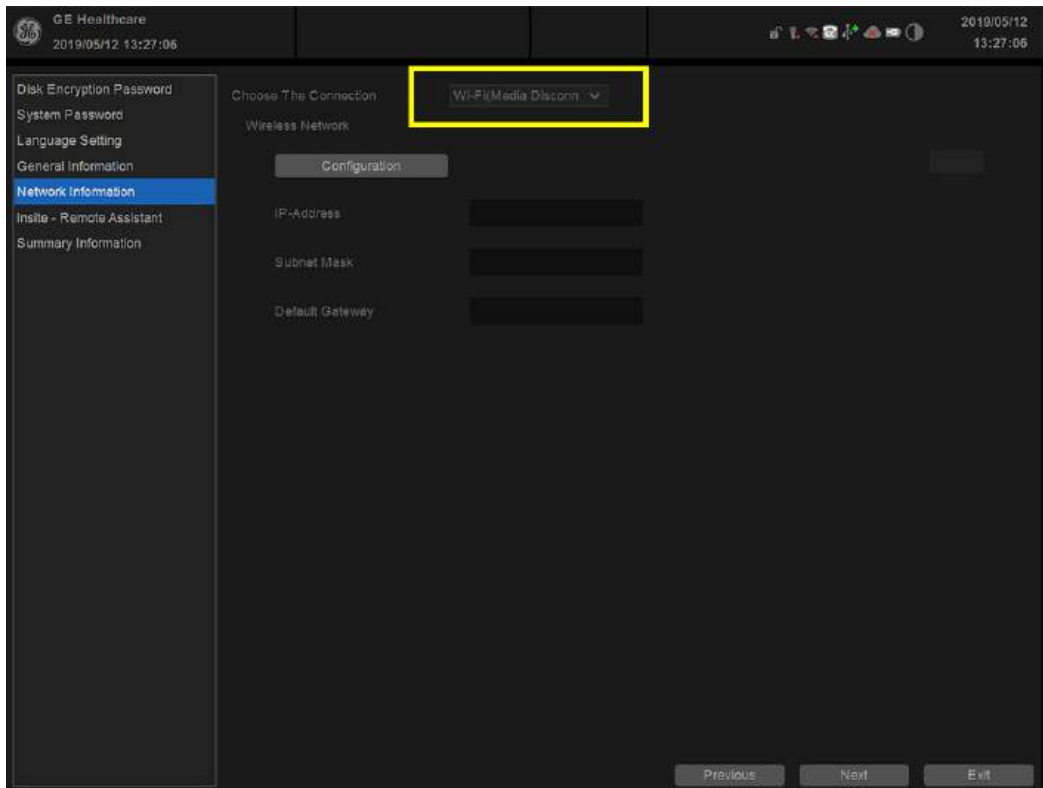 GE Healthcare
2019/05/12 13:27:06
2019/05/12
13:27:06
Disk Encryption Password
System Password
Language Setting
General Information
Network Information
Insite - Remote Assistant
Summary Information
Choose The Connection
Wi-Fi(Media Disconn
Wireless Network
Configuration
IP-Address
Subnet Mask
Default Gateway
Previous
Next
Exit